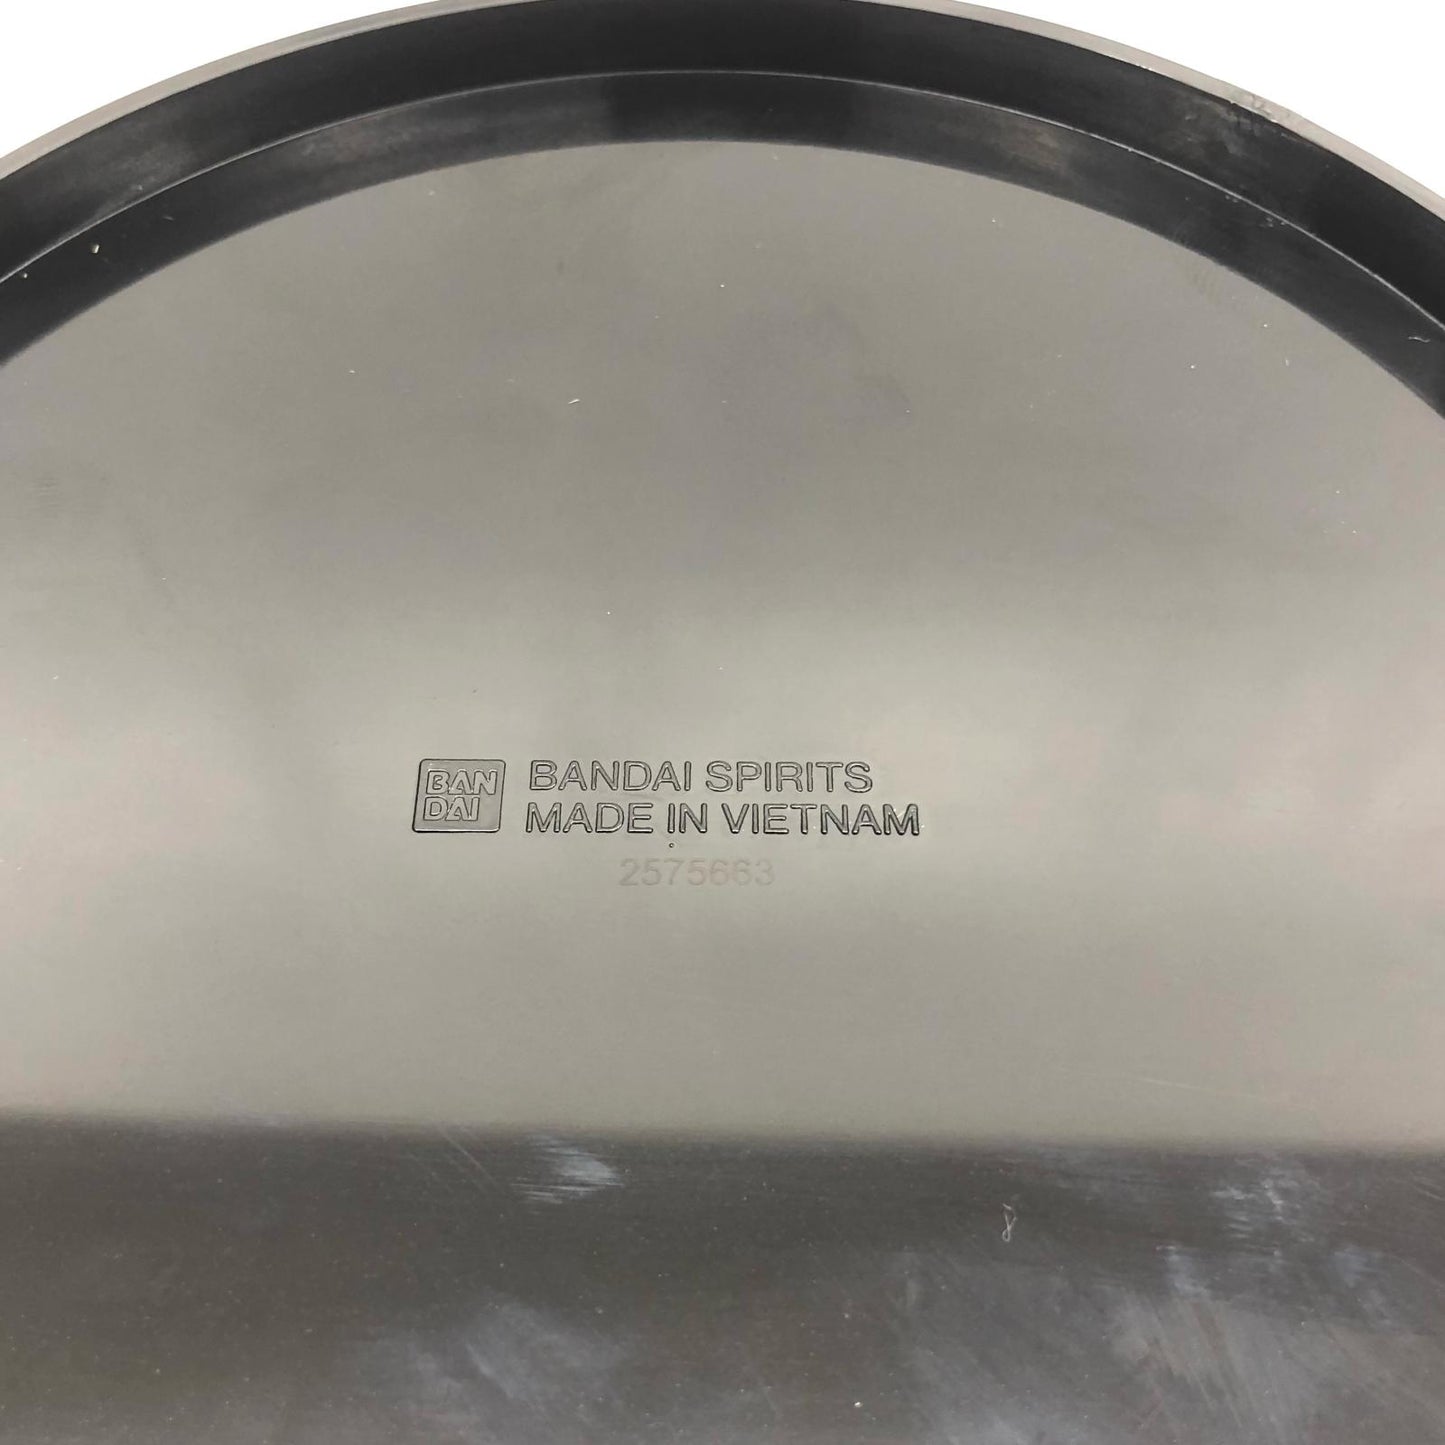 BAN
DAI
BANDAI SPIRITS
MADE IN VIETNAM
2575663